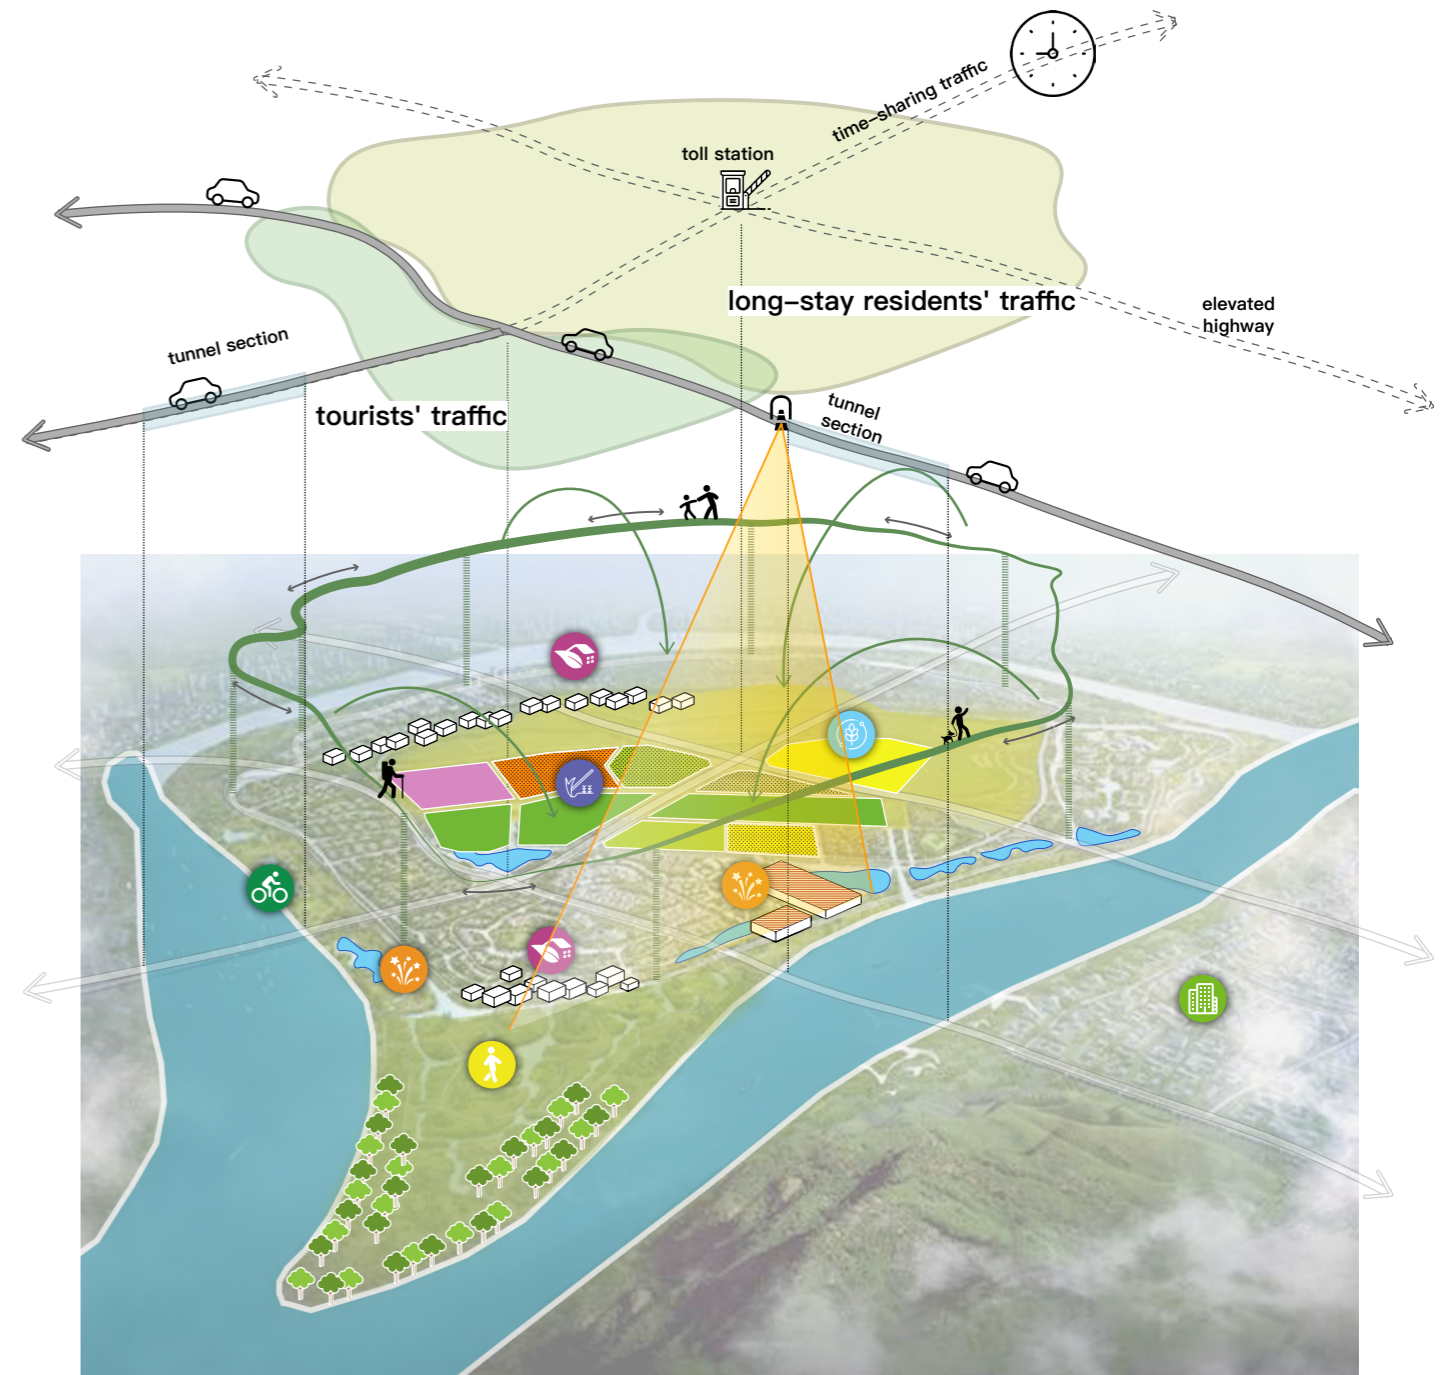 time-sharing traffic
toll station
long-stay residents' traffic
elevated
highway
tunnel section
tourists' traffic
tunnel
section